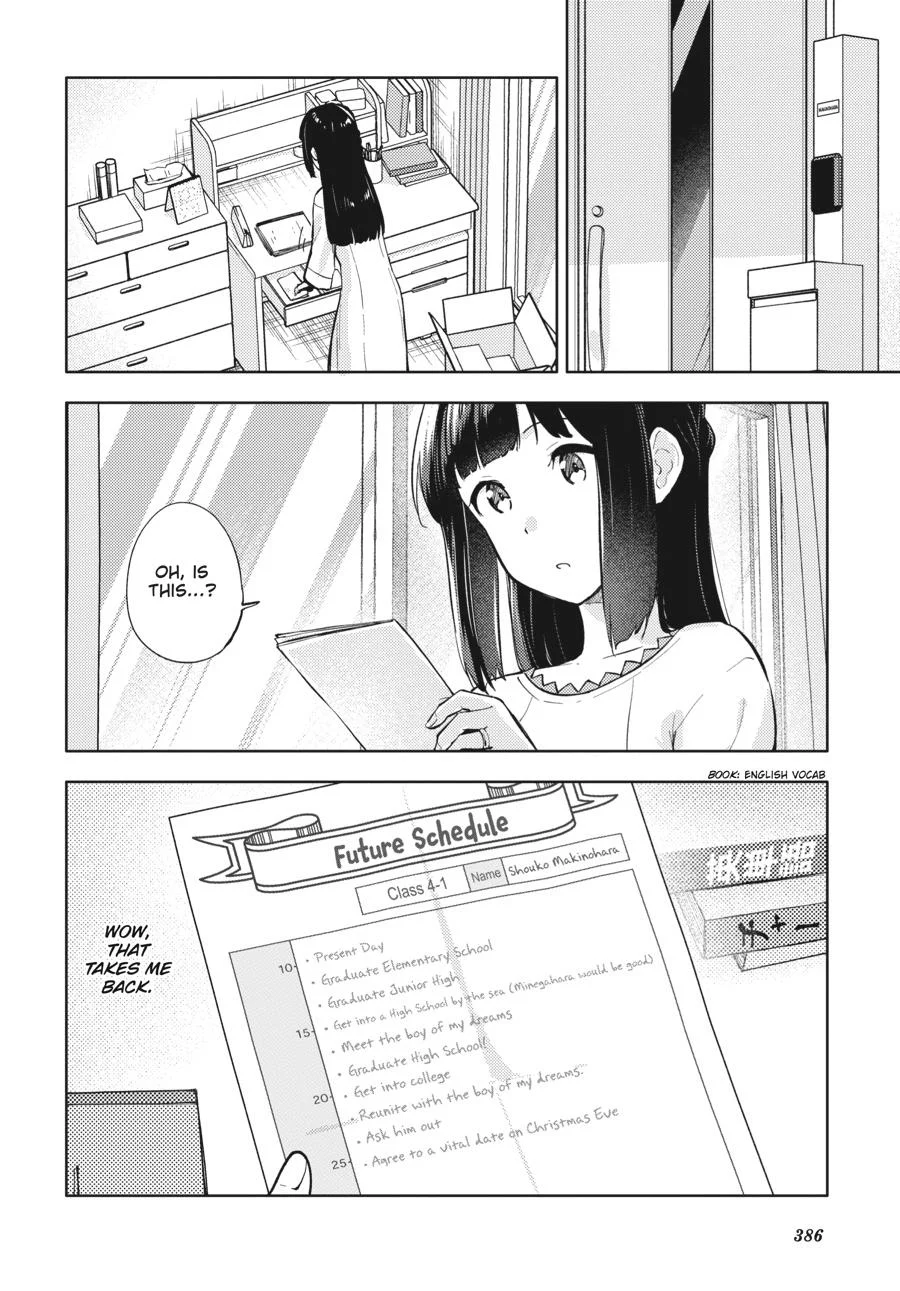 OH, IS
THIS...?
BOOK: ENGLISH VOCAB
Future Schedule
Class 4-1
Name
Shouko Makinohara
WOW,
THAT
TAKES ME
BACK.
10-
• Present Day
• Graduate Elementary School
• Graduate Junior High
15-
• Get into a High School by the sea (Minegahara would be good)
• Meet the boy of my dreams
• Graduate High School!
20-
• Get into college
• Reunite with the boy of my dreams.
• Ask him out
25-
• Agree to a vital date on Christmas Eve
386